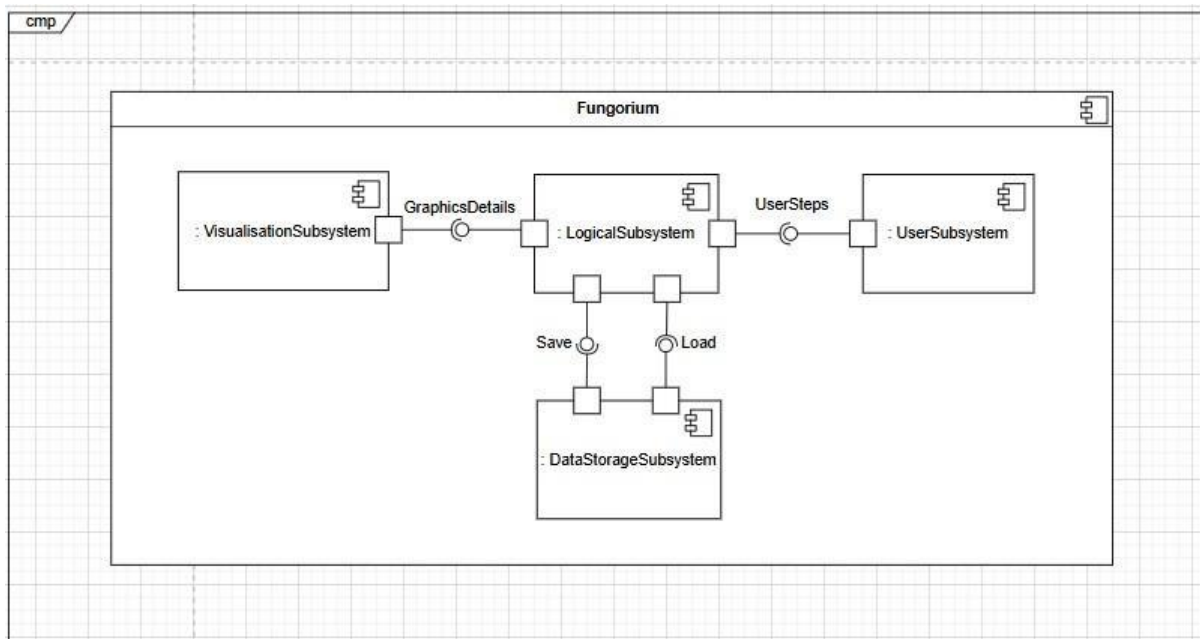 cmp
Fungorium
: VisualisationSubsystem
GraphicsDetails
: LogicalSubsystem
UserSteps
: UserSubsystem
Save
Load
: DataStorageSubsystem